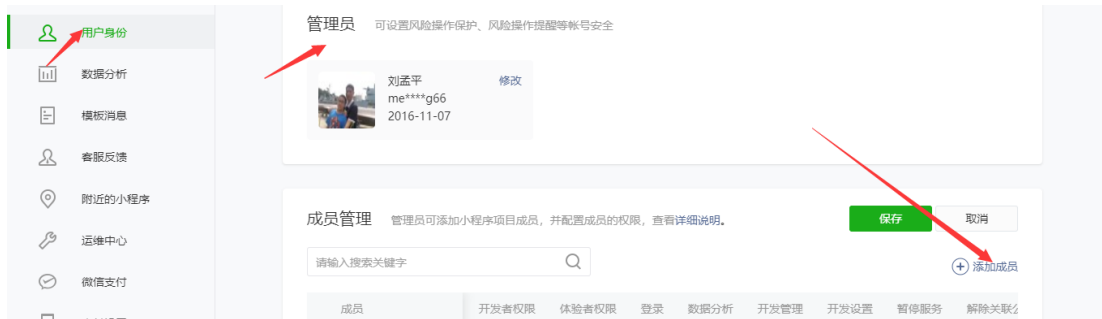 用户身份
数据分析
模板消息
客服反馈
附近的小程序
运维中心
微信支付
管理员 可设置风险操作保护、风险操作提醒等帐号安全
刘孟平 修改
me****g66
2016-11-07
成员管理 管理员可添加小程序项目成员，并配置成员的权限，查看详细说明。 保存 取消
请输入搜索关键字
添加成员
成员 开发者权限 体验者权限 登录 数据分析 开发管理 开发设置 暂停服务 解除关联